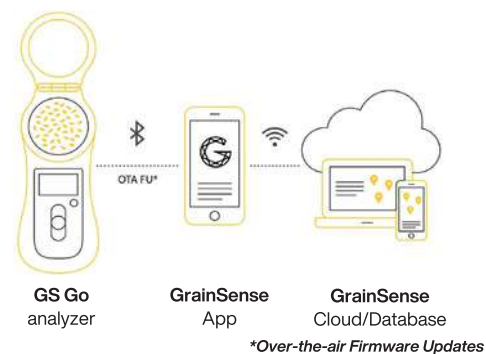 OTA FU*
GS Go
analyzer
GrainSense
App
GrainSense
Cloud/Database
*Over-the-air Firmware Updates